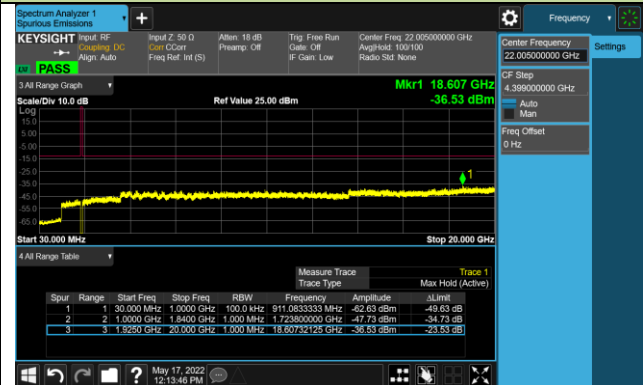 Spectrum Analyzer 1
Spurious Emissions
Frequency
KEYSIGHT
Input: RF
Coupling: DC
Align: Auto
Input Z: 50 Ω
Corr CCorr
Freq Ref: Int (S)
Atten: 18 dB
Preamp: Off
Trig: Free Run
Gate: Off
IF Gain: Low
Center Freq: 22.005000000 GHz
Avg|Hold: 100/100
Radio Std: None
PASS
Center Frequency
22.005000000 GHz
Settings
CF Step
4.399000000 GHz
Auto
Man
Freq Offset
0 Hz
3 All Range Graph
Mkr1 18.607 GHz
Scale/Div 10.0 dB
Ref Value 25.00 dBm
-36.53 dBm
Log
15.0
5.00
-5.00
-15.0
-25.0
-35.0
-45.0
-55.0
-65.0
1
Start 30.000 MHz
Stop 20.000 GHz
4 All Range Table
Measure Trace Trace 1
Trace Type Max Hold (Active)
Spur Range Start Freq Stop Freq RBW Frequency Amplitude ΔLimit
1 1 30.000 MHz 1.0000 GHz 100.0 kHz 911.0833333 MHz -62.63 dBm -49.63 dB
2 2 1.0000 GHz 1.8400 GHz 1.000 MHz 1.723800000 GHz -47.73 dBm -34.73 dB
3 3 1.9250 GHz 20.000 GHz 1.000 MHz 18.60732125 GHz -36.53 dBm -23.53 dB
May 17, 2022
12:13:46 PM